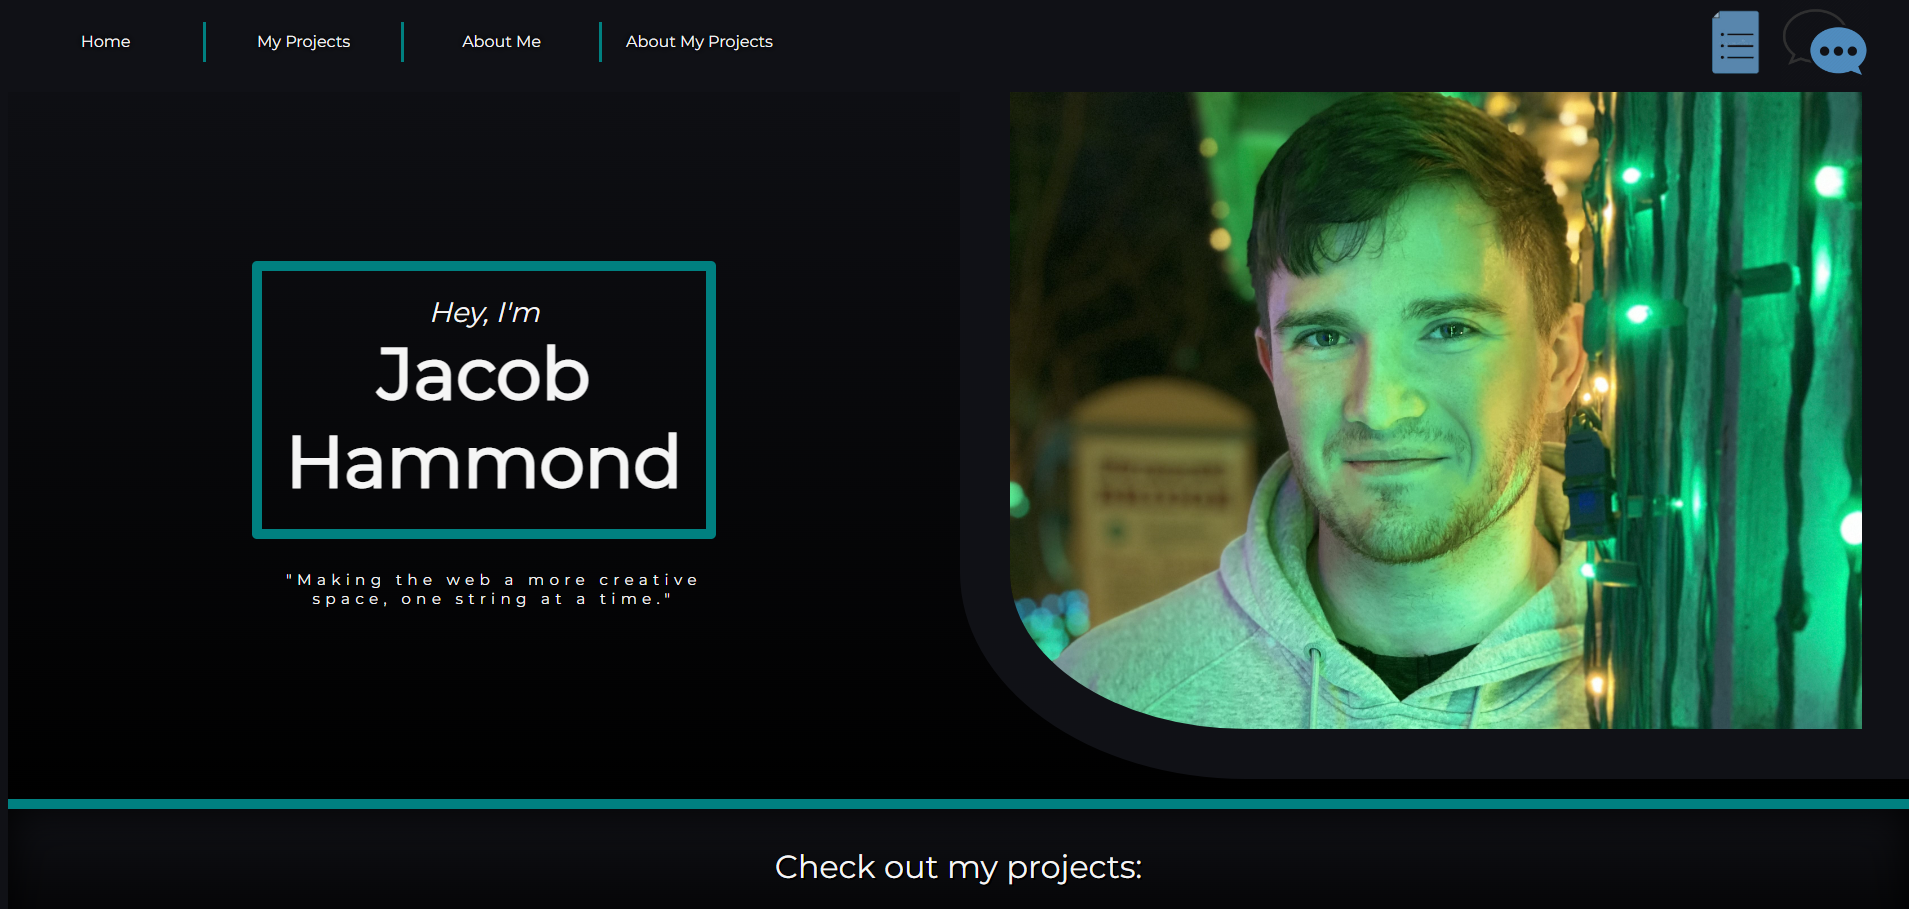 Home
My Projects
About Me
About My Projects
Hey, I'm
Jacob
Hammond
"Making the web a more creative
space, one string at a time."
Check out my projects: